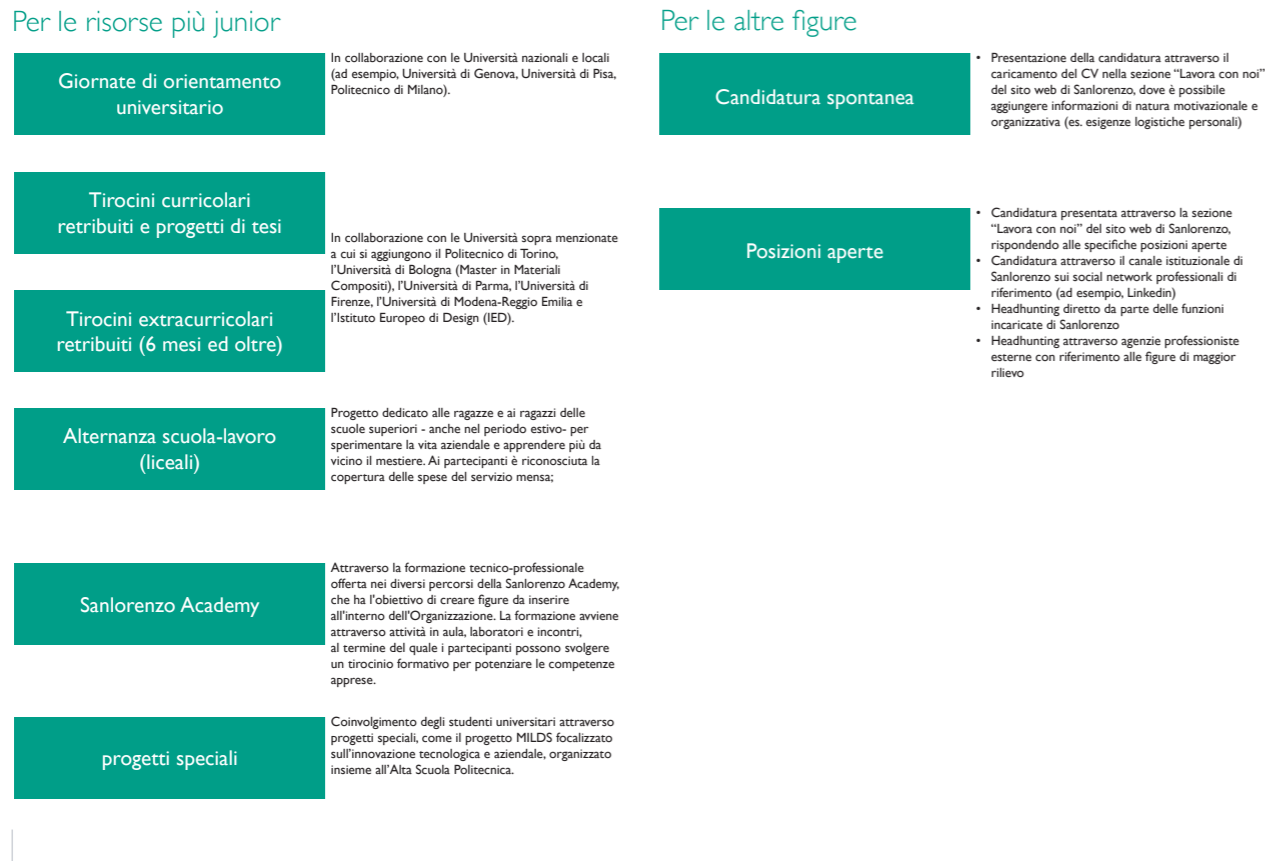 Per le risorse più junior
Giornate di orientamento
universitario
In collaborazione con le Università nazionali e locali
(ad esempio, Università di Genova, Università di Pisa,
Politecnico di Milano).
Tirocini curricolari
retribuiti e progetti di tesi
Tirocini extracurricolari
retribuiti (6 mesi ed oltre)
In collaborazione con le Università sopra menzionate
a cui si aggiungono il Politecnico di Torino,
l’Università di Bologna (Master in Materiali
Compositi), l’Università di Parma, l’Università di
Firenze, l’Università di Modena-Reggio Emilia e
l’Istituto Europeo di Design (IED).
Alternanza scuola-lavoro
(liceali)
Progetto dedicato alle ragazze e ai ragazzi delle
scuole superiori - anche nel periodo estivo- per
sperimentare la vita aziendale e apprendere più da
vicino il mestiere. Ai partecipanti è riconosciuta la
copertura delle spese del servizio mensa;
Sanlorenzo Academy
Attraverso la formazione tecnico-professionale
offerta nei diversi percorsi della Sanlorenzo Academy,
che ha l'obiettivo di creare figure da inserire
all'interno dell'Organizzazione. La formazione avviene
attraverso attività in aula, laboratori e incontri,
al termine del quale i partecipanti possono svolgere
un tirocinio formativo per potenziare le competenze
apprese.
progetti speciali
Coinvolgimento degli studenti universitari attraverso
progetti speciali, come il progetto MILDS focalizzato
sull’innovazione tecnologica e aziendale, organizzato
insieme all’Alta Scuola Politecnica.
Per le altre figure
Candidatura spontanea
• Presentazione della candidatura attraverso il
caricamento del CV nella sezione “Lavora con noi”
del sito web di Sanlorenzo, dove è possibile
aggiungere informazioni di natura motivazionale e
organizzativa (es. esigenze logistiche personali)
Posizioni aperte
• Candidatura presentata attraverso la sezione
“Lavora con noi” del sito web di Sanlorenzo,
rispondendo alle specifiche posizioni aperte
• Candidatura attraverso il canale istituzionale di
Sanlorenzo sui social network professionali di
riferimento (ad esempio, Linkedin)
• Headhunting diretto da parte delle funzioni
incaricate di Sanlorenzo
• Headhunting attraverso agenzie professioniste
esterne con riferimento alle figure di maggior
rilievo